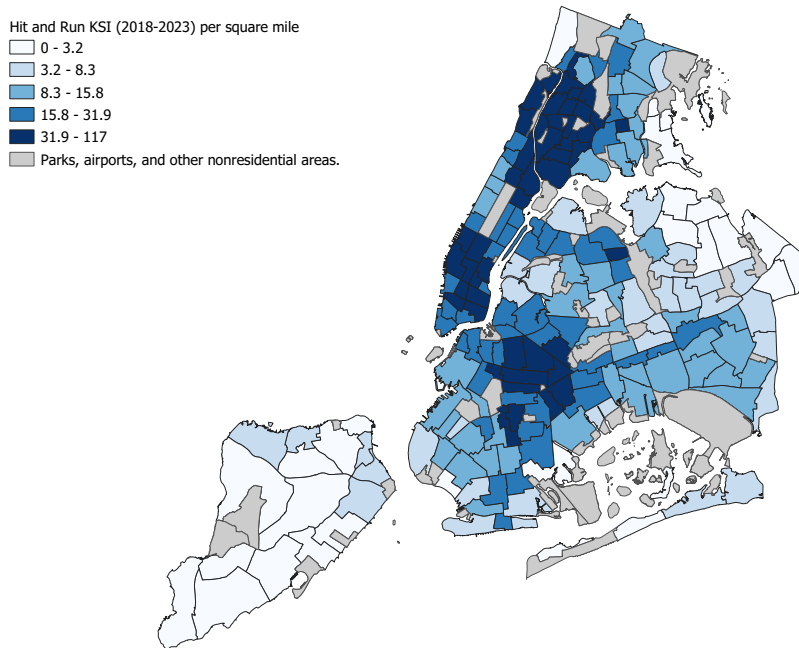 Hit and Run KSI (2018-2023) per square mile
0 - 3.2
3.2 - 8.3
8.3 - 15.8
15.8 - 31.9
31.9 - 117
Parks, airports, and other nonresidential areas.